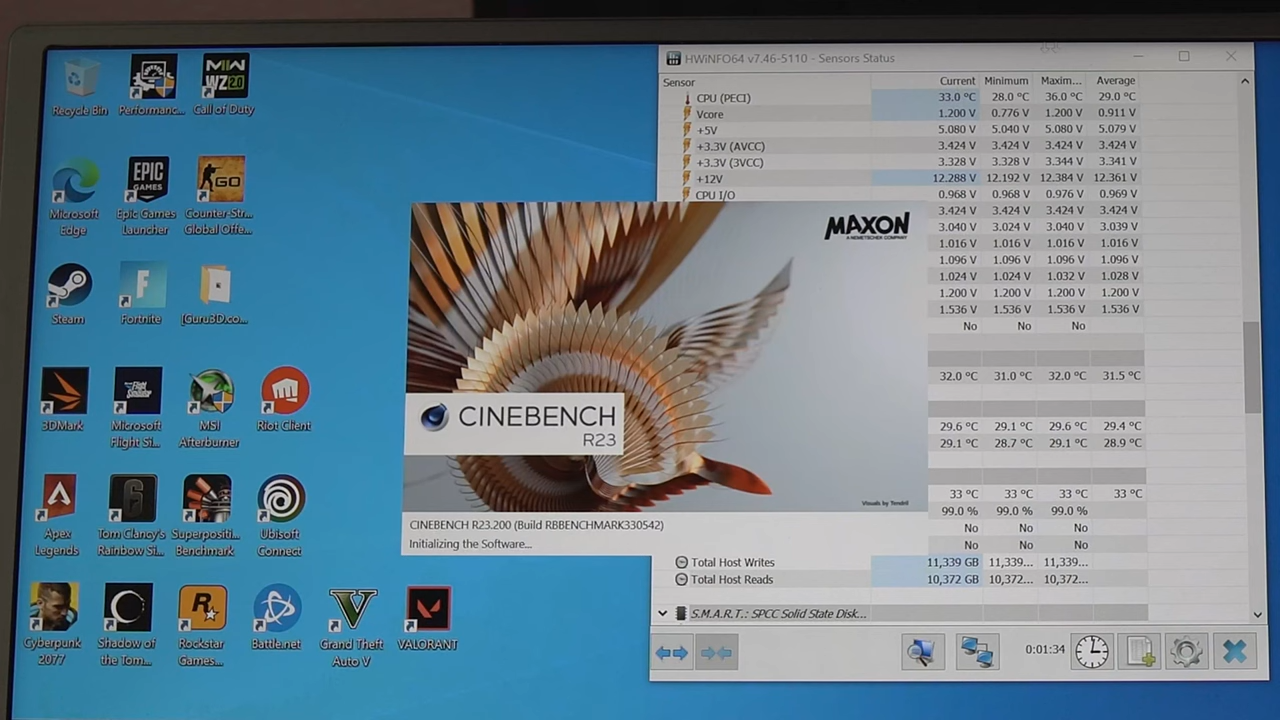 Recycle Bin
Performanc...
MW
WZ 2.0
Call of Duty
Microsoft
Edge
EPIC
GAMES
Epic Games
Launcher
GO
Counter-Str...
Global Offe...
Steam
F
Fortnite
[Guru3D.co...
3DMark
Microsoft
Flight Si...
MSI
Afterburner
Riot Client
Apex
Legends
6
Tom Clancy's
Rainbow Si...
Superpositi...
Benchmark
Ubisoft
Connect
Cyberpunk
2077
Shadow of
the Tom...
R
Rockstar
Games...
Battle.net
V
Grand Theft
Auto V
VALORANT
HWiNFO64 v7.46-5110 - Sensors Status
Sensor Current Minimum Maxim... Average
CPU (PECI) 33.0 °C 28.0 °C 36.0 °C 29.0 °C
Vcore 1.200 V 0.776 V 1.200 V 0.911 V
+5V 5.080 V 5.040 V 5.080 V 5.079 V
+3.3V (AVCC) 3.424 V 3.424 V 3.424 V 3.424 V
+3.3V (3VCC) 3.328 V 3.328 V 3.344 V 3.341 V
+12V 12.288 V 12.192 V 12.384 V 12.361 V
CPU I/O 0.968 V 0.968 V 0.976 V 0.969 V
3.424 V 3.424 V 3.424 V 3.424 V
3.040 V 3.024 V 3.040 V 3.039 V
1.016 V 1.016 V 1.016 V 1.016 V
1.096 V 1.096 V 1.096 V 1.096 V
1.024 V 1.024 V 1.032 V 1.028 V
1.200 V 1.200 V 1.200 V 1.200 V
1.536 V 1.536 V 1.536 V 1.536 V
No No No
32.0 °C 31.0 °C 32.0 °C 31.5 °C
29.6 °C 29.1 °C 29.6 °C 29.4 °C
29.1 °C 28.7 °C 29.1 °C 28.9 °C
33 °C 33 °C 33 °C 33 °C
99.0 % 99.0 % 99.0 %
No No No
No No No
Total Host Writes 11,339 GB 11,339... 11,339...
Total Host Reads 10,372 GB 10,372... 10,372...
S.M.A.R.T.: SPCC Solid State Disk...
0:01:34
MAXON
A NEMETSCHEK COMPANY
CINEBENCH
R23
Visuals by Tendril
CINEBENCH R23.200 (Build RBBENCHMARK330542)
Initializing the Software...